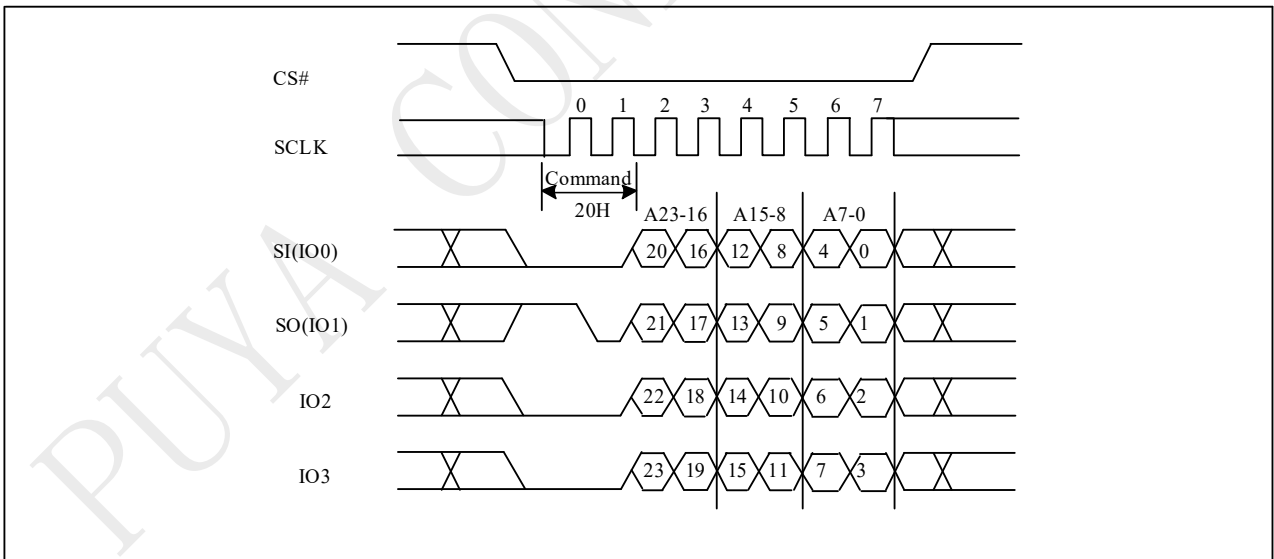 CS#
0 1 2 3 4 5 6 7
SCLK
Command
20H
A23-16 A15-8 A7-0
SI(IO0) 20 16 12 8 4 0
SO(IO1) 21 17 13 9 5 1
IO2 22 18 14 10 6 2
IO3 23 19 15 11 7 3
PUYA CON